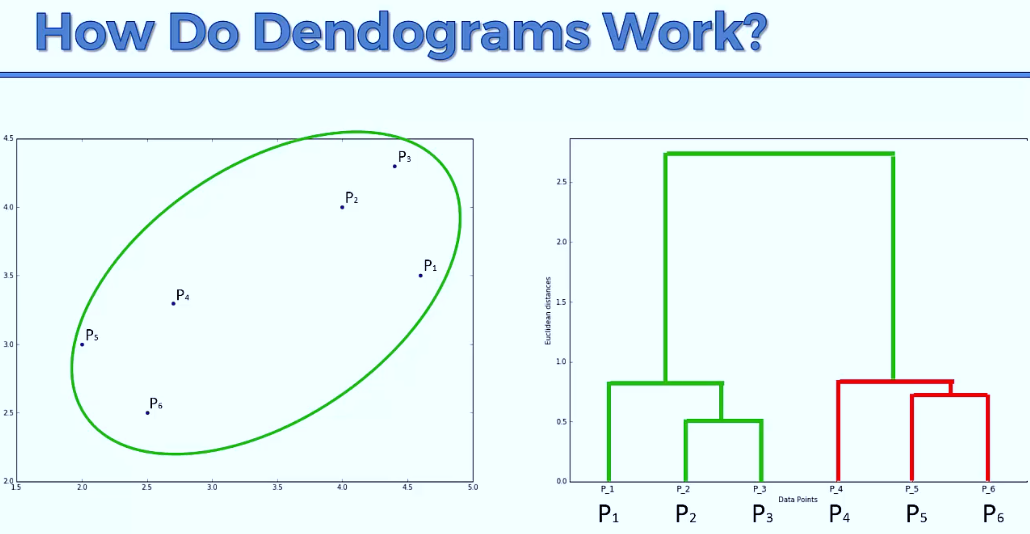 How Do Dendograms Work?
4.5
4.0
3.5
3.0
2.5
2.0
1.5 2.0 2.5 3.0 3.5 4.0 4.5 5.0
P3
P2
P1
P4
P5
P6
Euclidean distances
2.5
2.0
1.5
1.0
0.5
0.0
P_1 P_2 P_3 P_4 P_5 P_6
Data Points
P1 P2 P3 P4 P5 P6